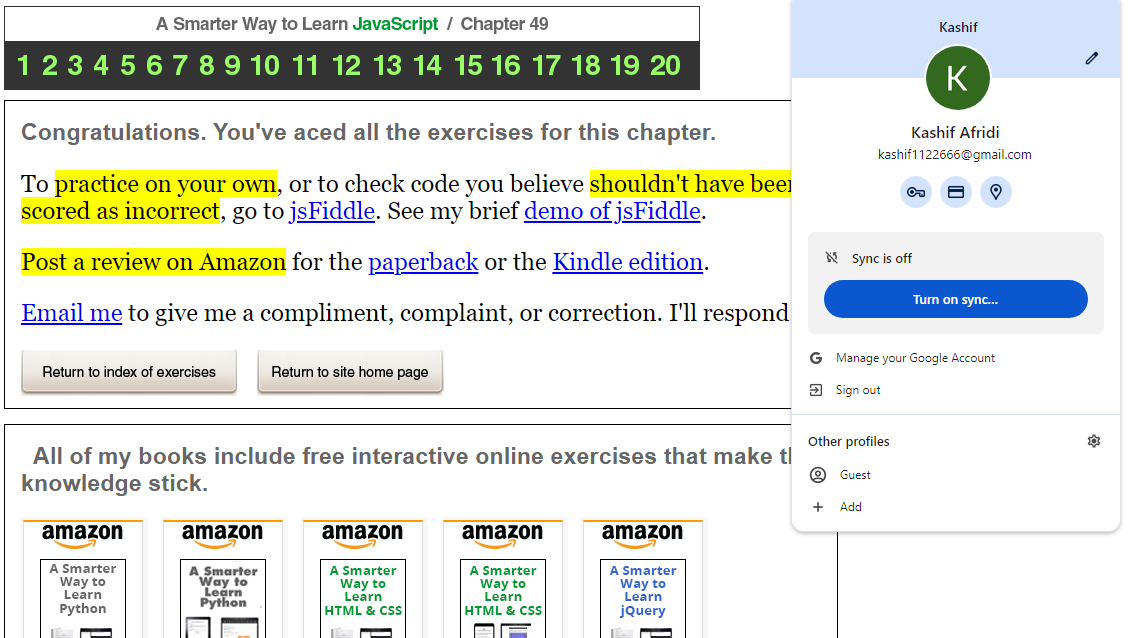 A Smarter Way to Learn JavaScript / Chapter 49
1 2 3 4 5 6 7 8 9 10 11 12 13 14 15 16 17 18 19 20
Congratulations. You've aced all the exercises for this chapter.
To practice on your own, or to check code you believe shouldn't have been
scored as incorrect, go to jsFiddle. See my brief demo of jsFiddle.
Post a review on Amazon for the paperback or the Kindle edition.
Email me to give me a compliment, complaint, or correction. I'll respond
Return to index of exercises
Return to site home page
All of my books include free interactive online exercises that make
knowledge stick.
amazon
A Smarter
Way to
Learn
Python
amazon
A Smarter
Way to
Learn
Python
amazon
A Smarter
Way to
Learn
HTML & CSS
amazon
A Smarter
Way to
Learn
HTML & CSS
amazon
A Smarter
Way to
Learn
jQuery
Kashif
K
Kashif Afridi
kashif1122666@gmail.com
Sync is off
Turn on sync...
G
Manage your Google Account
Sign out
Other profiles
Guest
Add